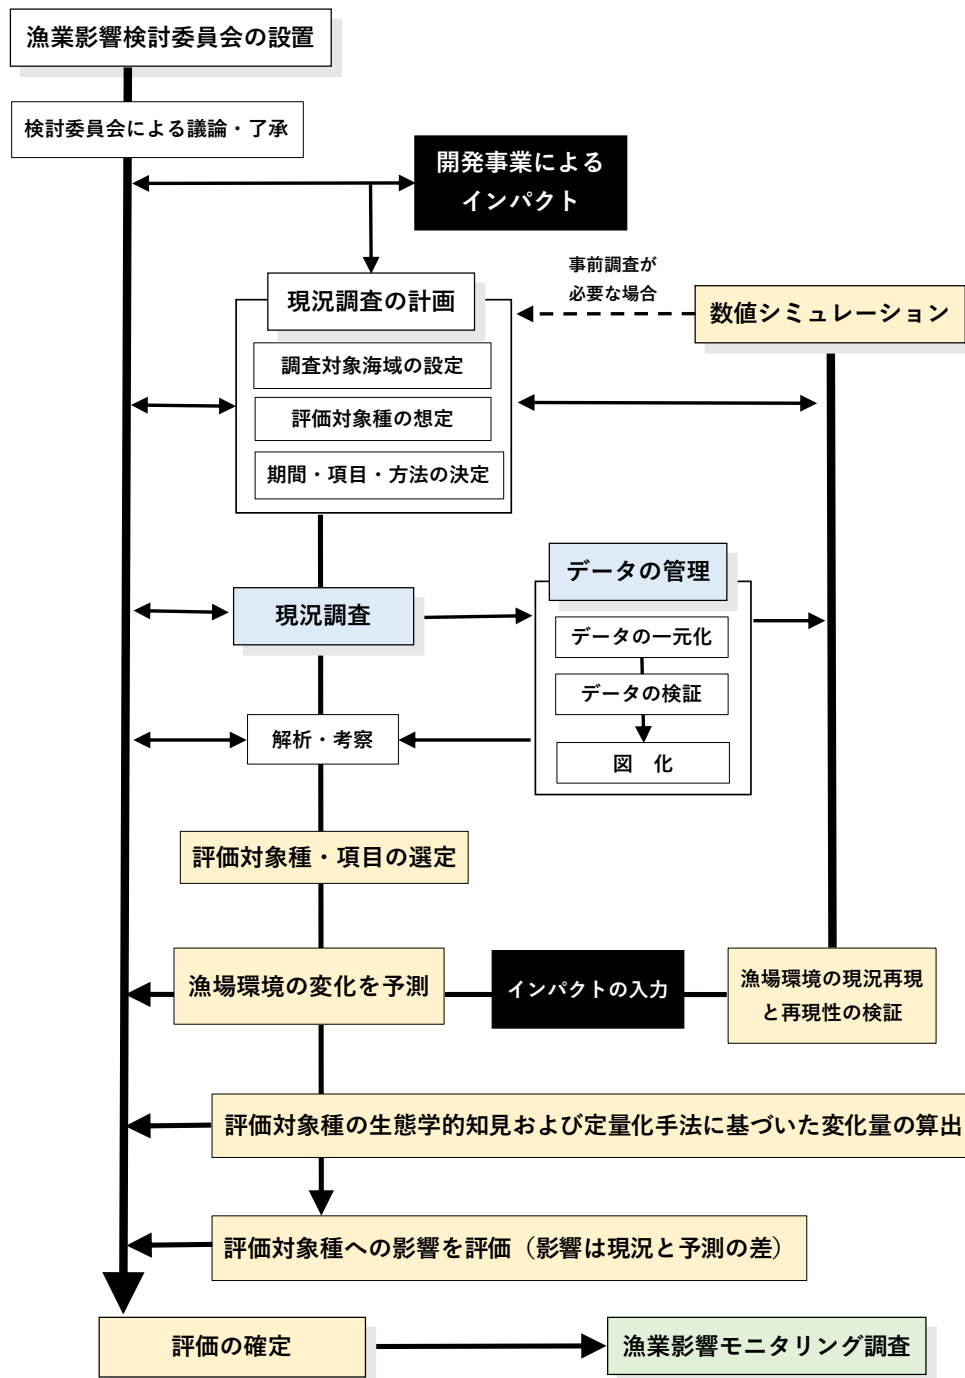 漁業影響検討委員会の設置
検討委員会による議論・了承
開発事業による
インパクト
事前調査が
必要な場合
現況調査の計画
数値シミュレーション
調査対象海域の設定
評価対象種の想定
期間・項目・方法の決定
データの管理
現況調査
データの一元化
データの検証
解析・考察
図　化
評価対象種・項目の選定
漁場環境の変化を予測
インパクトの入力
漁場環境の現況再現
と再現性の検証
評価対象種の生態学的知見および定量化手法に基づいた変化量の算出
評価対象種への影響を評価（影響は現況と予測の差）
評価の確定
漁業影響モニタリング調査